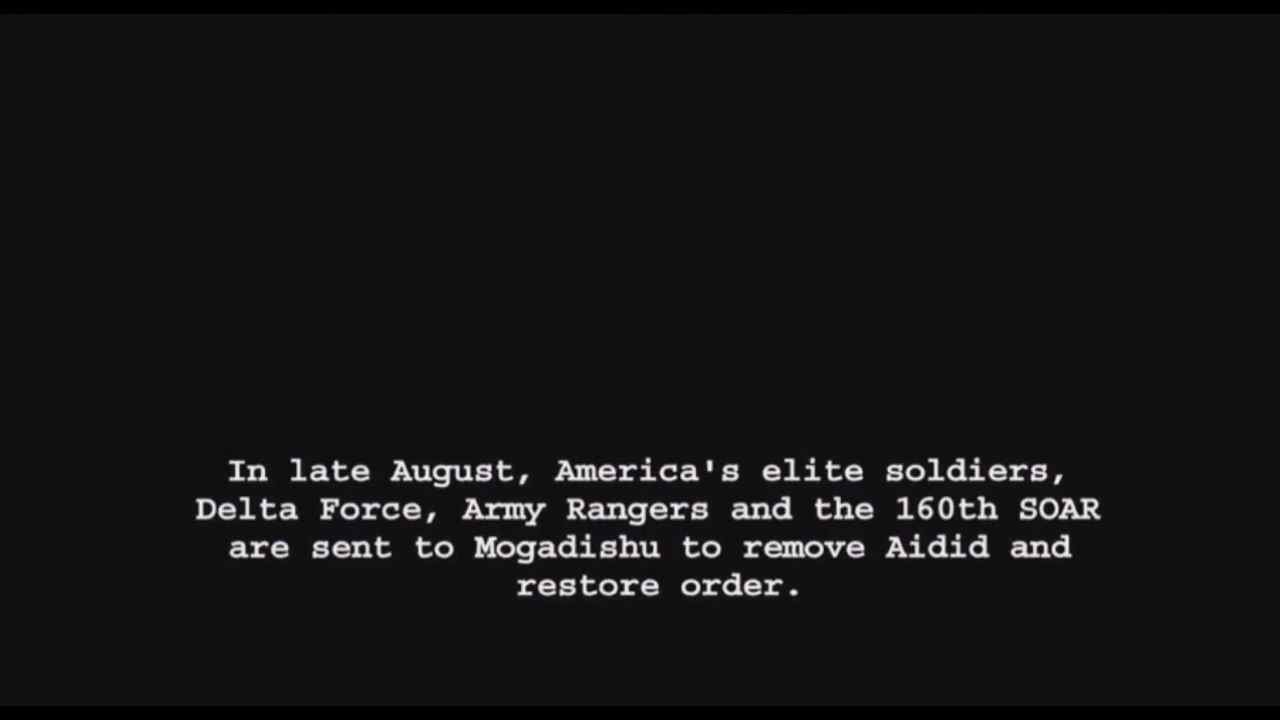 In late August, America's elite soldiers,
Delta Force, Army Rangers and the 160th SOAR
are sent to Mogadishu to remove Aidid and
restore order.